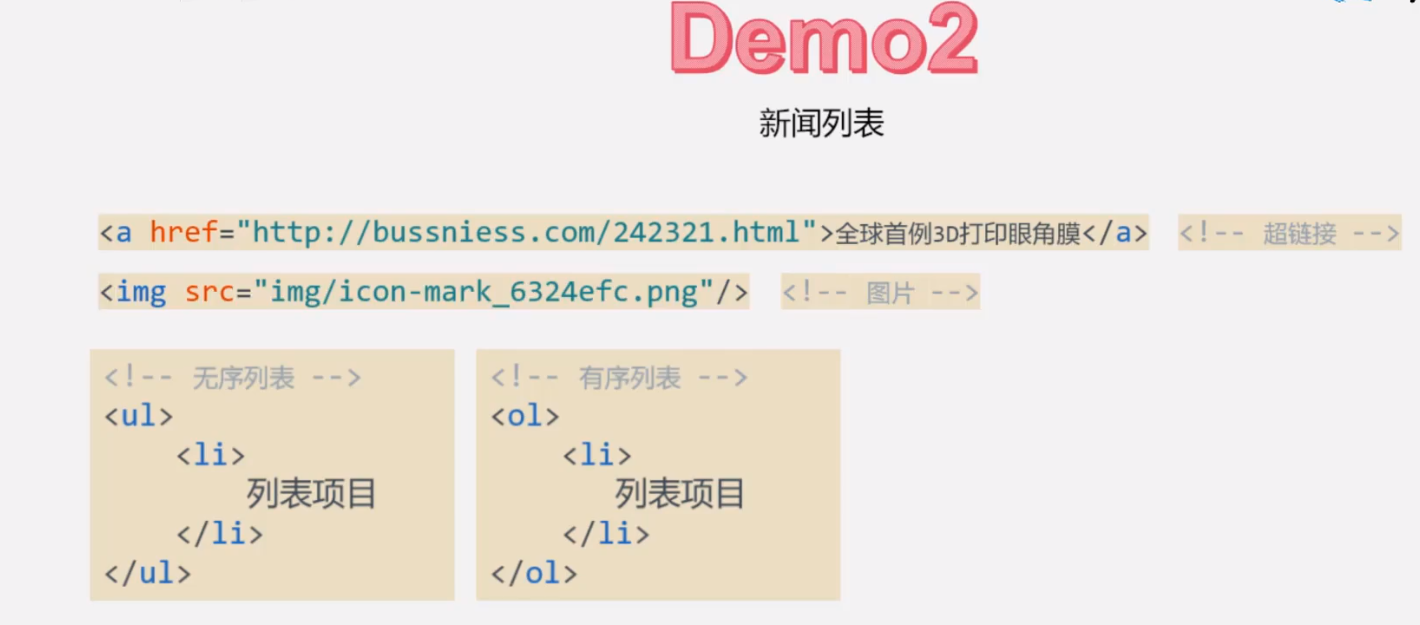 Demo2
新闻列表
<a href="http://bussniess.com/242321.html">全球首例3D打印眼角膜</a> <!-- 超链接 -->
<img src="img/icon-mark_6324efc.png"/> <!-- 图片 -->
<!-- 无序列表 -->
<ul>
<li>
列表项目
</li>
</ul>
<!-- 有序列表 -->
<ol>
<li>
列表项目
</li>
</ol>